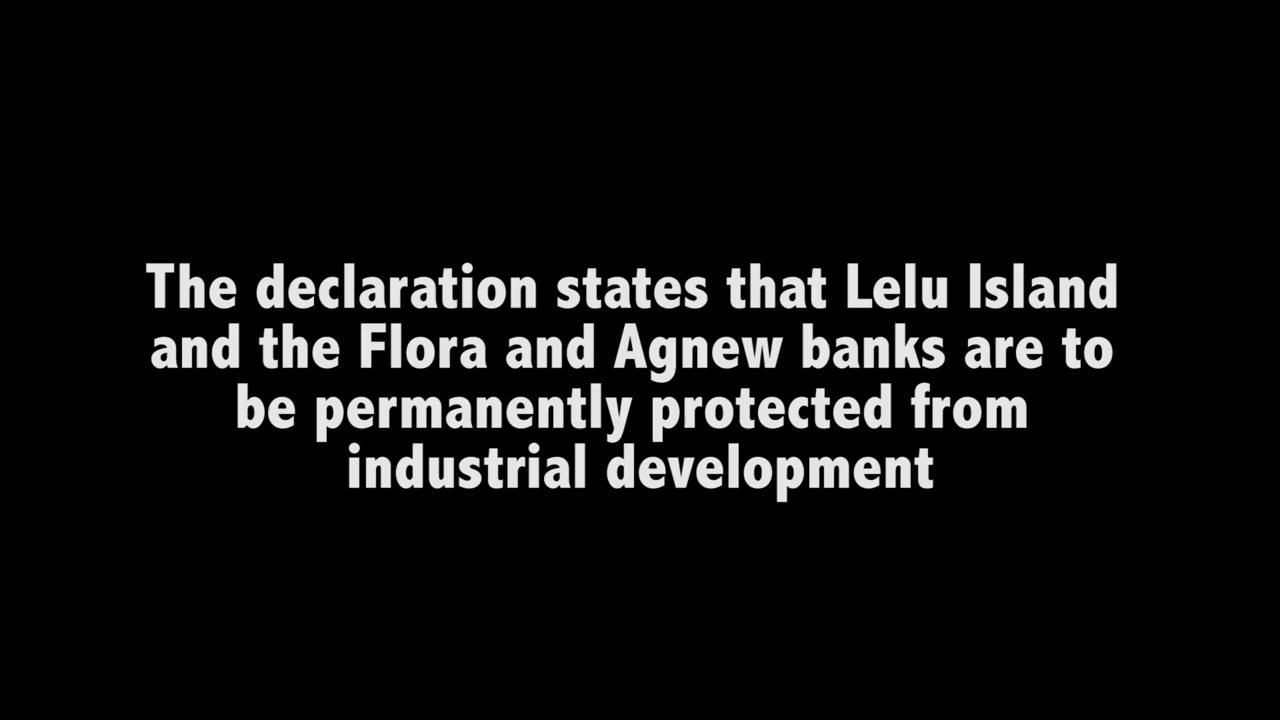 The declaration states that Lelu Island
and the Flora and Agnew banks are to
be permanently protected from
industrial development